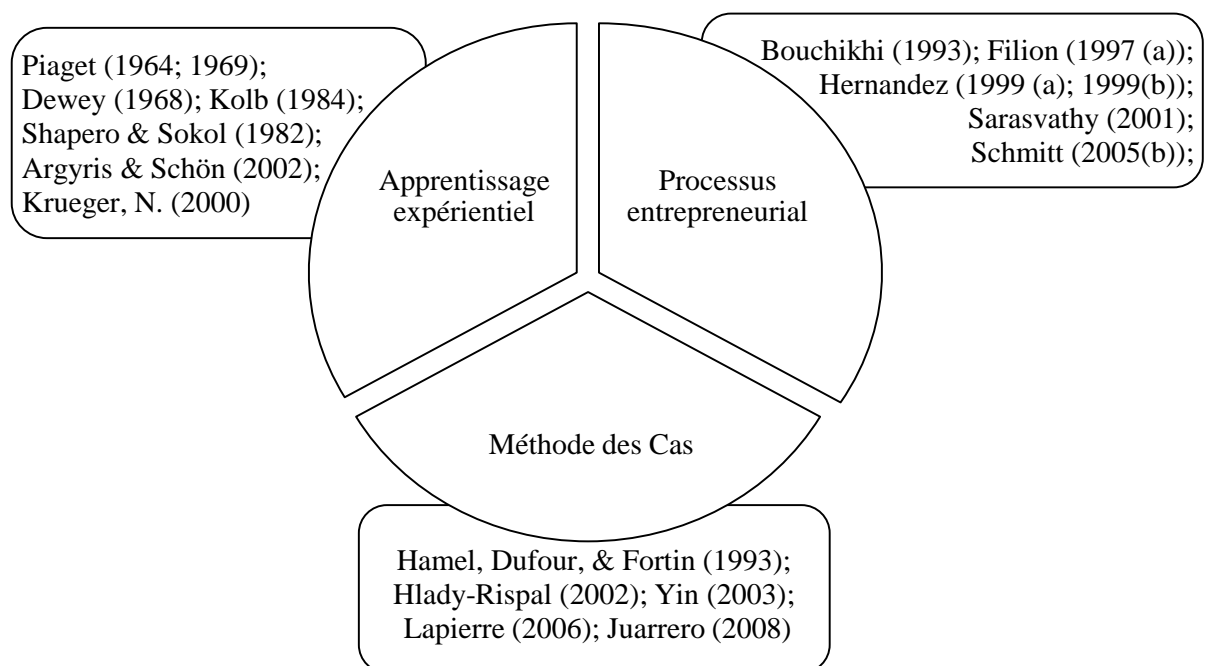 Piaget (1964; 1969);
Dewey (1968); Kolb (1984);
Shapero & Sokol (1982);
Argyris & Schön (2002);
Krueger, N. (2000)
Apprentissage
expérientiel
Bouchikhi (1993); Filion (1997 (a));
Hernandez (1999 (a); 1999(b));
Sarasvathy (2001);
Schmitt (2005(b));
Processus
entrepreneurial
Méthode des Cas
Hamel, Dufour, & Fortin (1993);
Hlady-Rispal (2002); Yin (2003);
Lapierre (2006); Juarrero (2008)